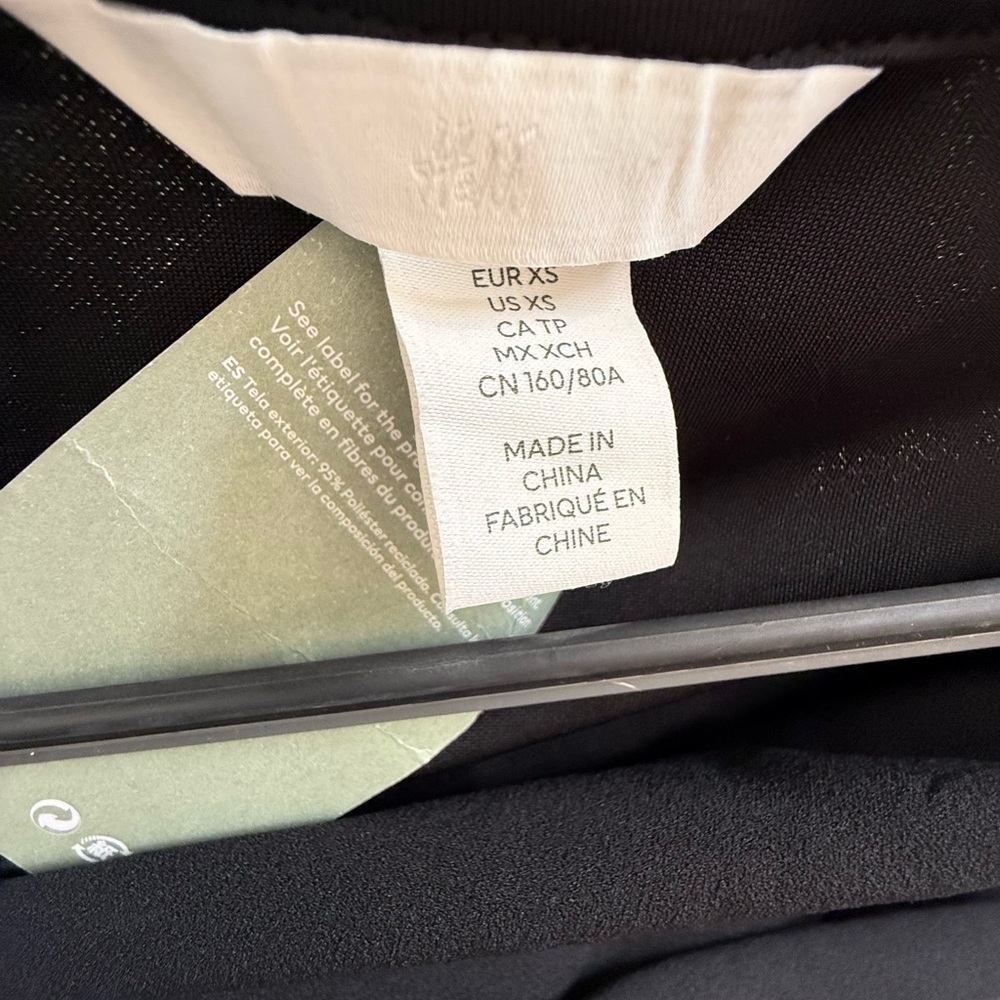 EUR XS
US XS
CA TP
MX XCH
CN 160/80A
MADE IN
CHINA
FABRIQUÉ EN
CHINE
See label for the
Voir l'étiquette pour
complète en fibres du
ES Tela exterior: 95% Poliéster reciclado. Consulta
etiqueta para ver la composición del producto.